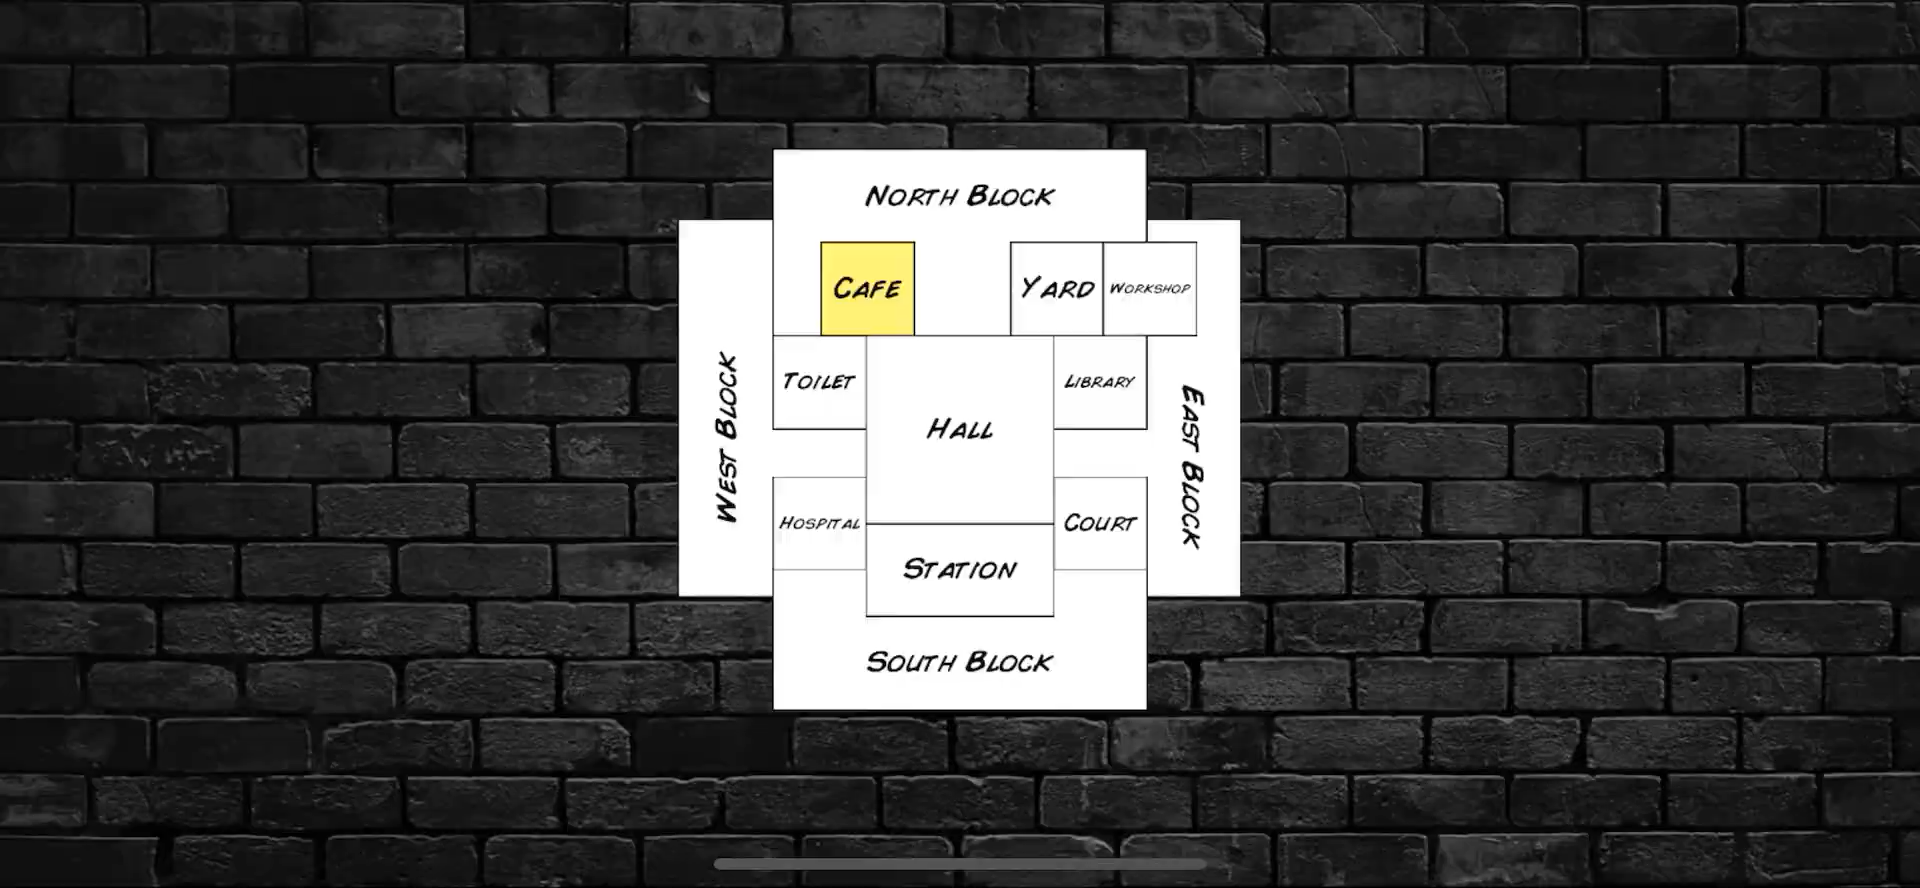 North Block
Cafe
Yard
Workshop
Toilet
Library
Hall
West Block
East Block
Hospital
Court
Station
South Block